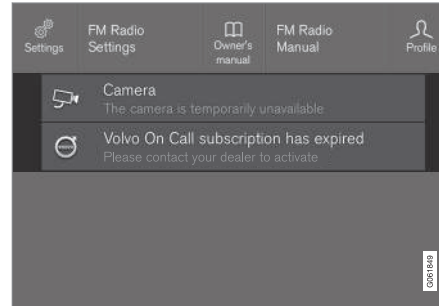 Settings
FM Radio
Settings
Owner's
manual
FM Radio
Manual
Profile
Camera
The camera is temporarily unavailable
Volvo On Call subscription has expired
Please contact your dealer to activate
G061849